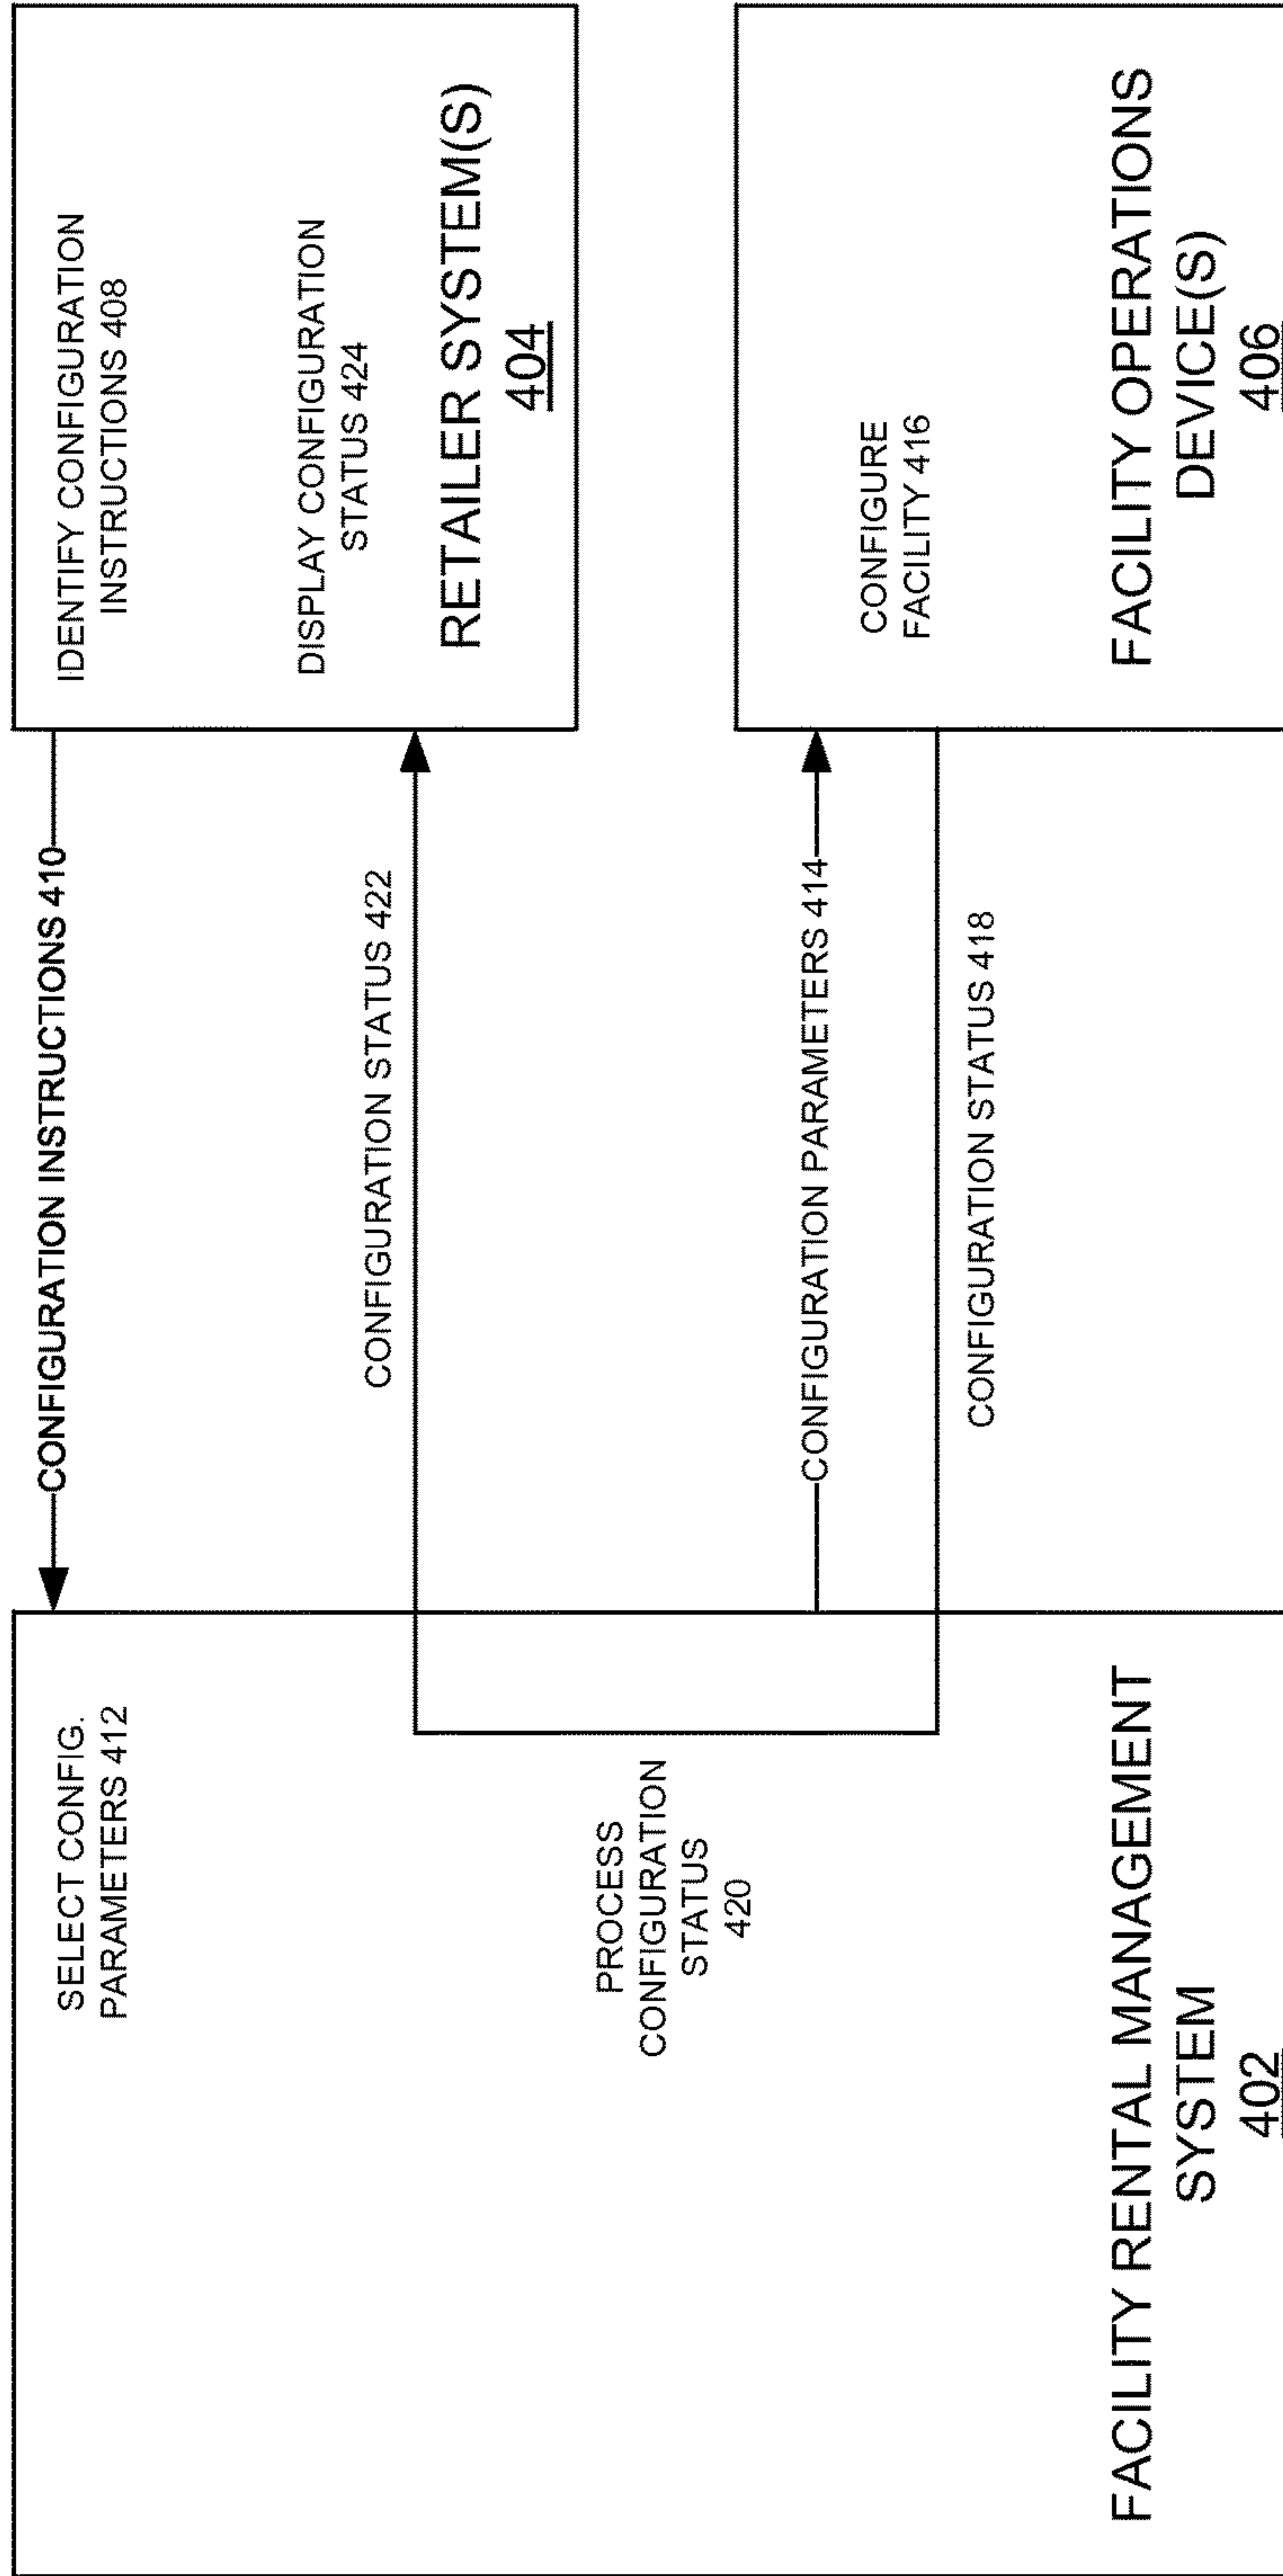 SELECT CONFIG.
PARAMETERS 412
PROCESS
CONFIGURATION
STATUS
420
FACILITY RENTAL MANAGEMENT
SYSTEM
402
CONFIGURATION INSTRUCTIONS 410
CONFIGURATION STATUS 422
CONFIGURATION PARAMETERS 414
CONFIGURATION STATUS 418
IDENTIFY CONFIGURATION
INSTRUCTIONS 408
DISPLAY CONFIGURATION
STATUS 424
RETAILER SYSTEM(S)
404
CONFIGURE
FACILITY 416
FACILITY OPERATIONS
DEVICE(S)
406